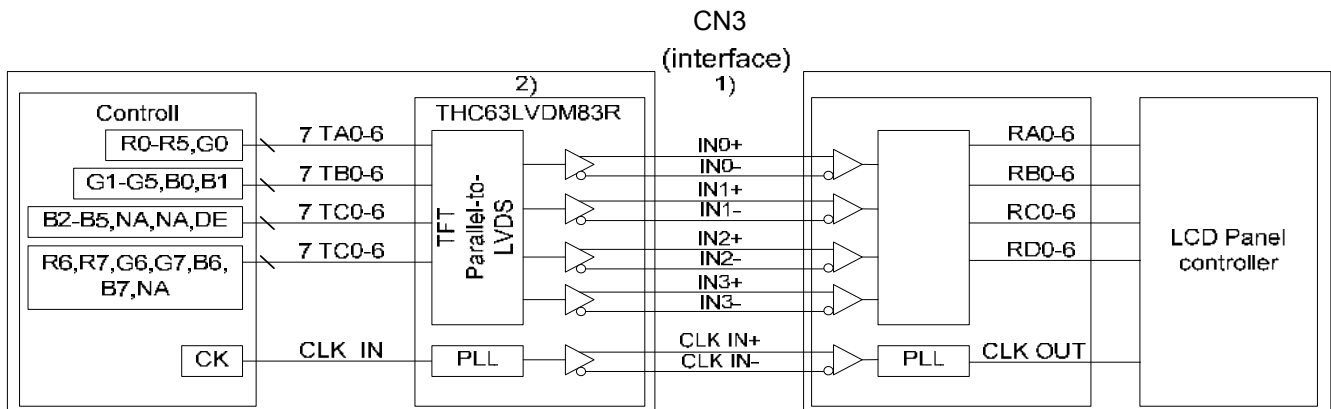 CN3
(interface)
1)
2)
Controll
THC63LVDM83R
R0-R5,G0
7 TA0-6
G1-G5,B0,B1
7 TB0-6
B2-B5,NA,NA,DE
7 TC0-6
R6,R7,G6,G7,B6,
B7,NA
7 TC0-6
CK
CLK IN
TFT
Parallel-to-
LVDS
PLL
IN0+
IN0-
IN1+
IN1-
IN2+
IN2-
IN3+
IN3-
CLK IN+
CLK IN-
PLL
RA0-6
RB0-6
RC0-6
RD0-6
CLK OUT
LCD Panel
controller